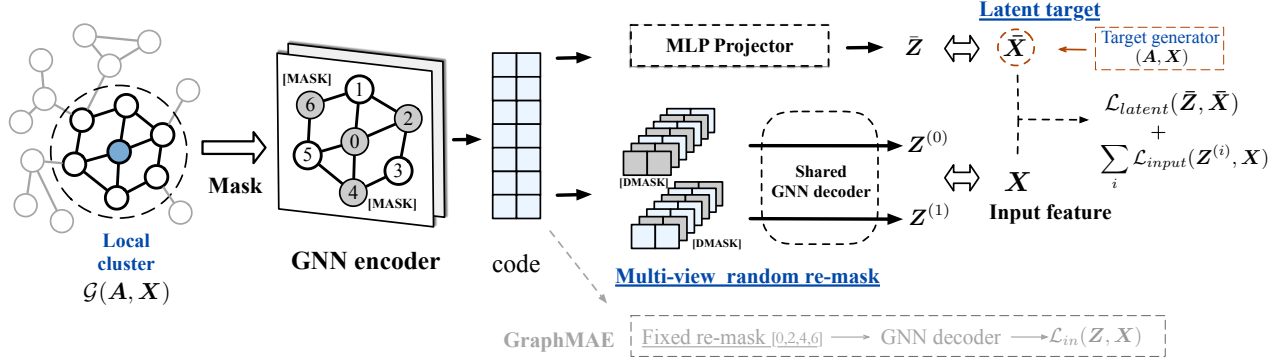 Local
cluster
𝒢(A, X)
Mask
[MASK]
1
6
2
0
5
3
4
[MASK]
GNN encoder
code
MLP Projector
Z̄
Latent target
X̄
Target generator
(A, X)
[DMASK]
[DMASK]
Multi-view random re-mask
Shared
GNN decoder
Z⁽⁰⁾
Z⁽¹⁾
X
Input feature
ℒ_latent(Z̄, X̄)
+
∑_i ℒ_input(Z⁽ⁱ⁾, X)
GraphMAE
Fixed re-mask [0,2,4,6] GNN decoder ℒ_in(Z, X)